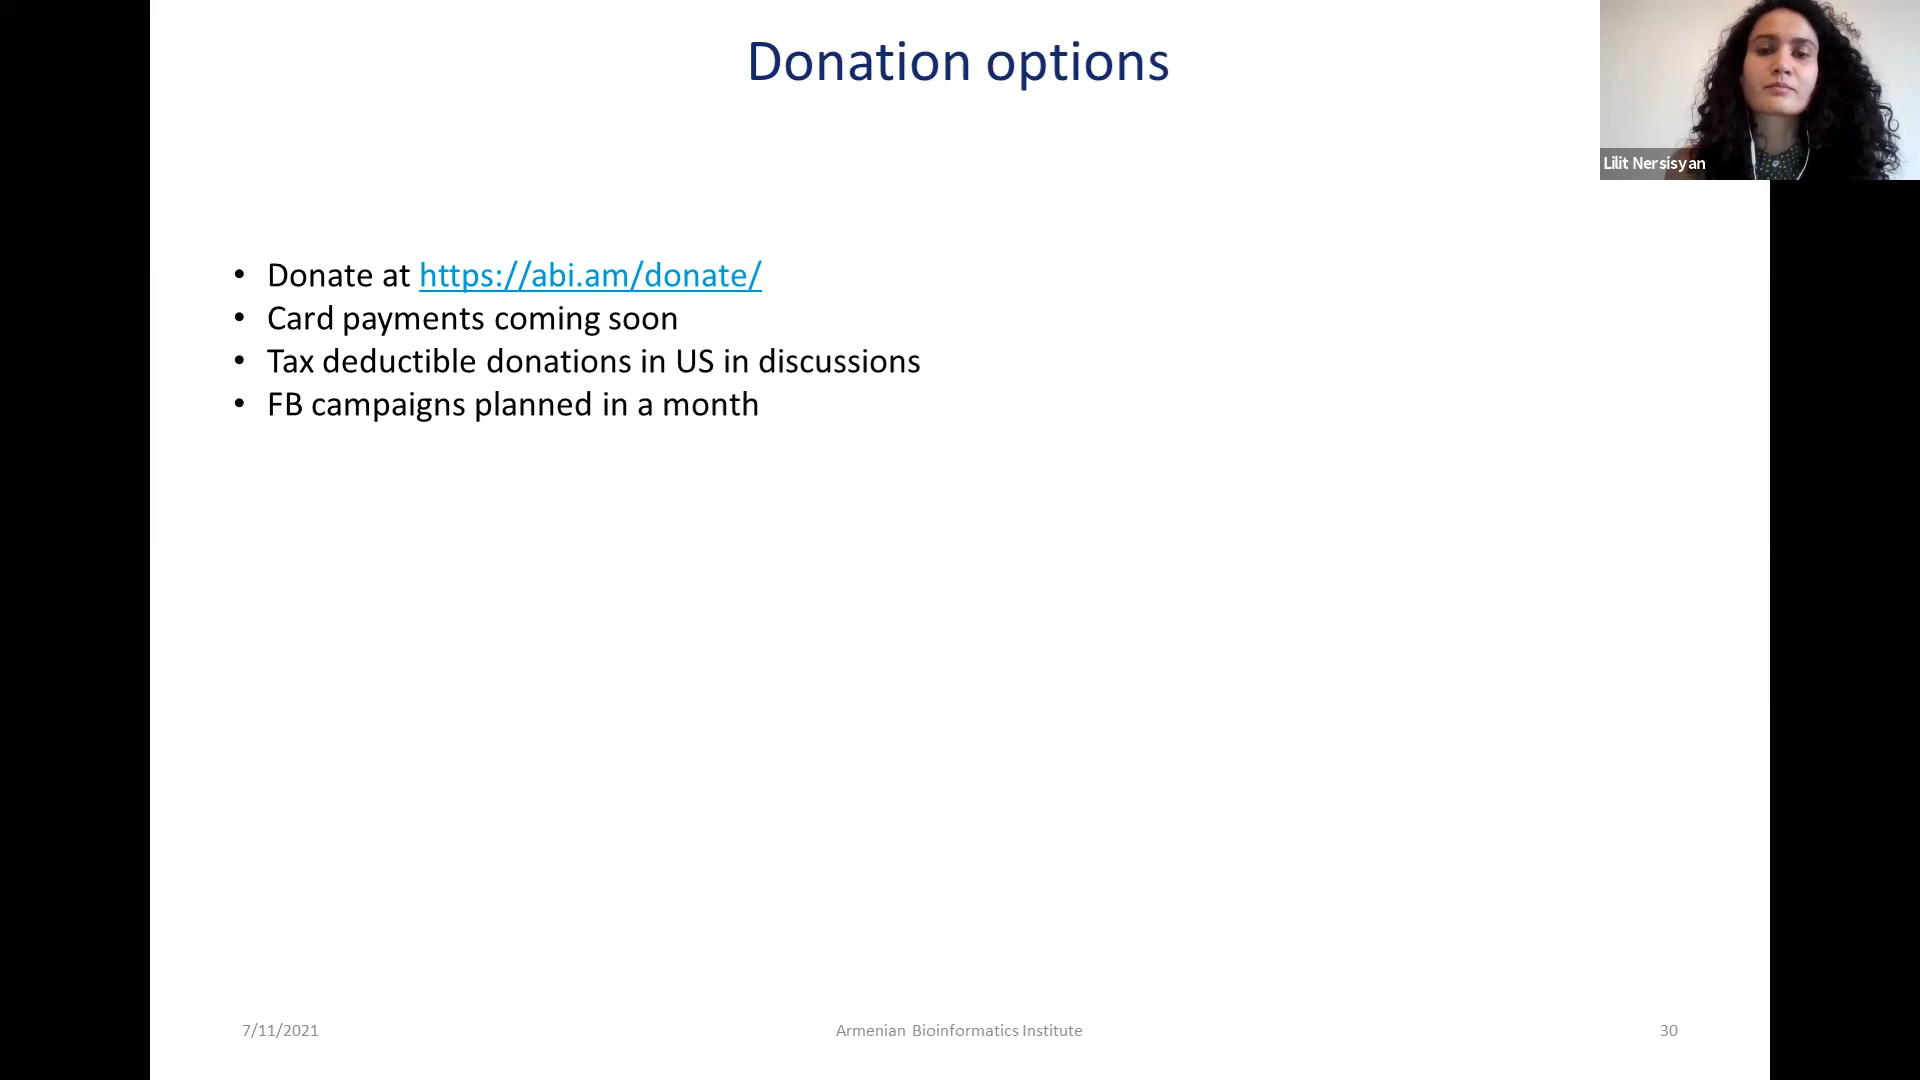 Donation options
Lilit Nersisyan
• Donate at https://abi.am/donate/
• Card payments coming soon
• Tax deductible donations in US in discussions
• FB campaigns planned in a month
7/11/2021
Armenian Bioinformatics Institute
30